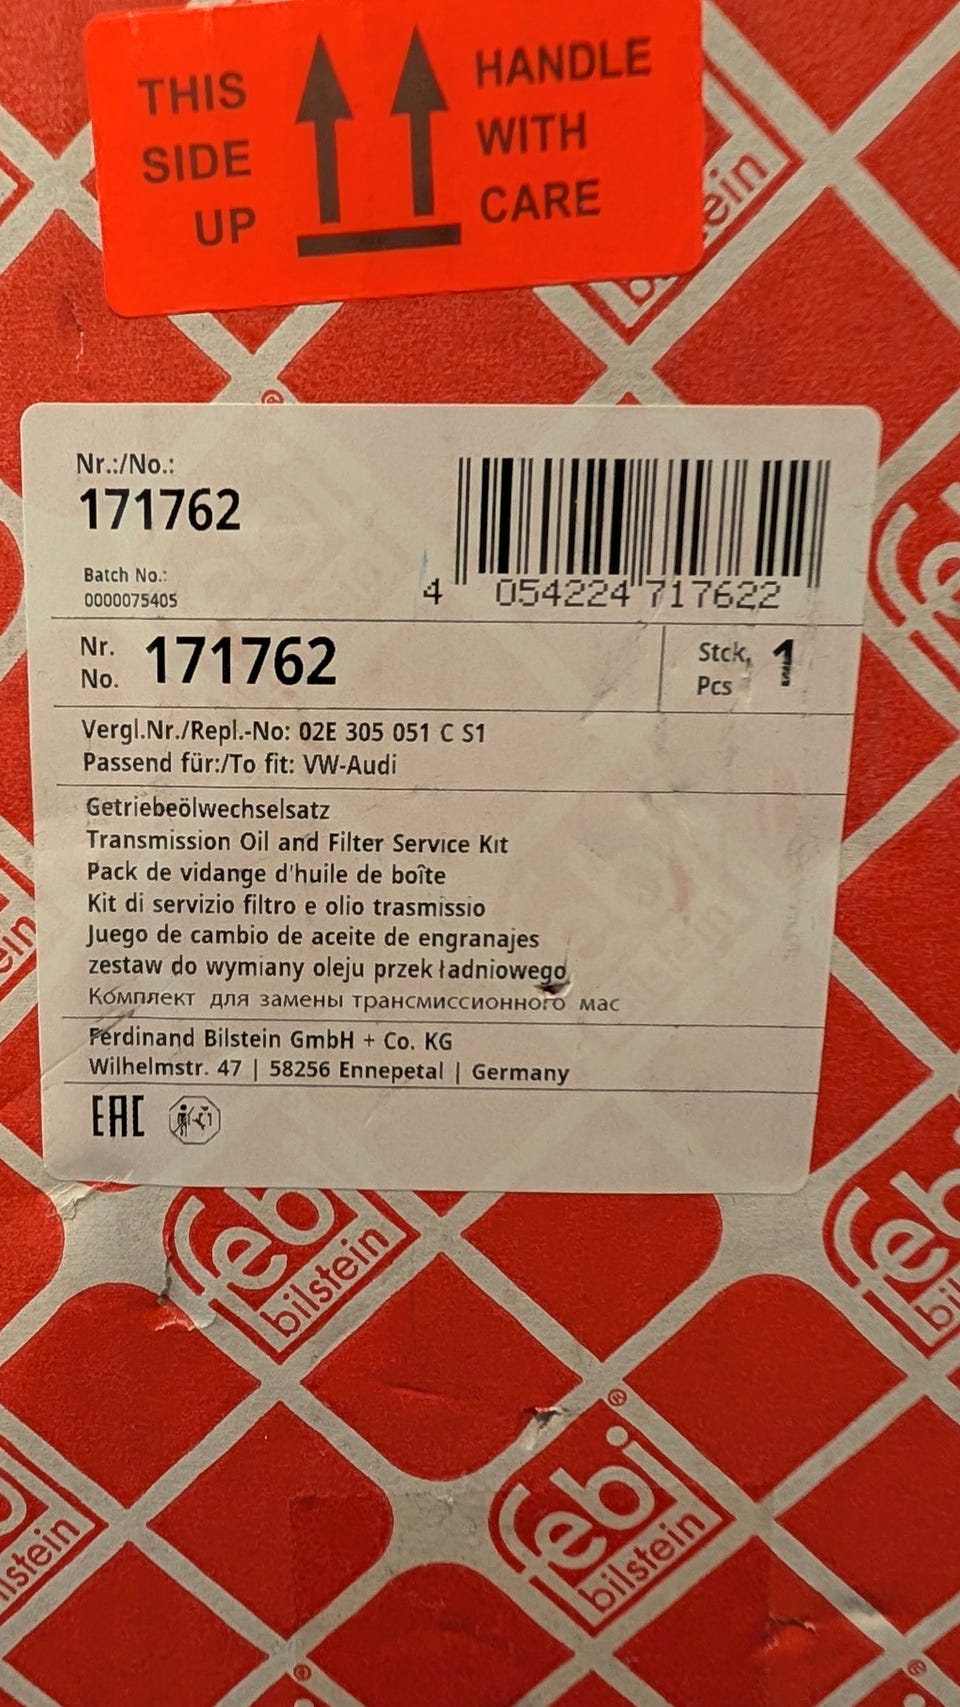 THIS SIDE UP
HANDLE WITH CARE
bilstein
Nr.:/No.:
171762
Batch No.:
0000075405
4 054224 717622
Nr.
No. 171762
Stck,
Pcs 1
Vergl.Nr./Repl.-No: 02E 305 051 C S1
Passend für:/To fit: VW-Audi
Getriebeölwechselsatz
Transmission Oil and Filter Service Kit
Pack de vidange d'huile de boîte
Kit di servizio filtro e olio trasmissio
Juego de cambio de aceite de engranajes
zestaw do wymiany oleju przekładniowego
Комплект для замены трансмиссионного мас
Ferdinand Bilstein GmbH + Co. KG
Wilhelmstr. 47 | 58256 Ennepetal | Germany
EAC
febi
bilstein
febi
bilstein